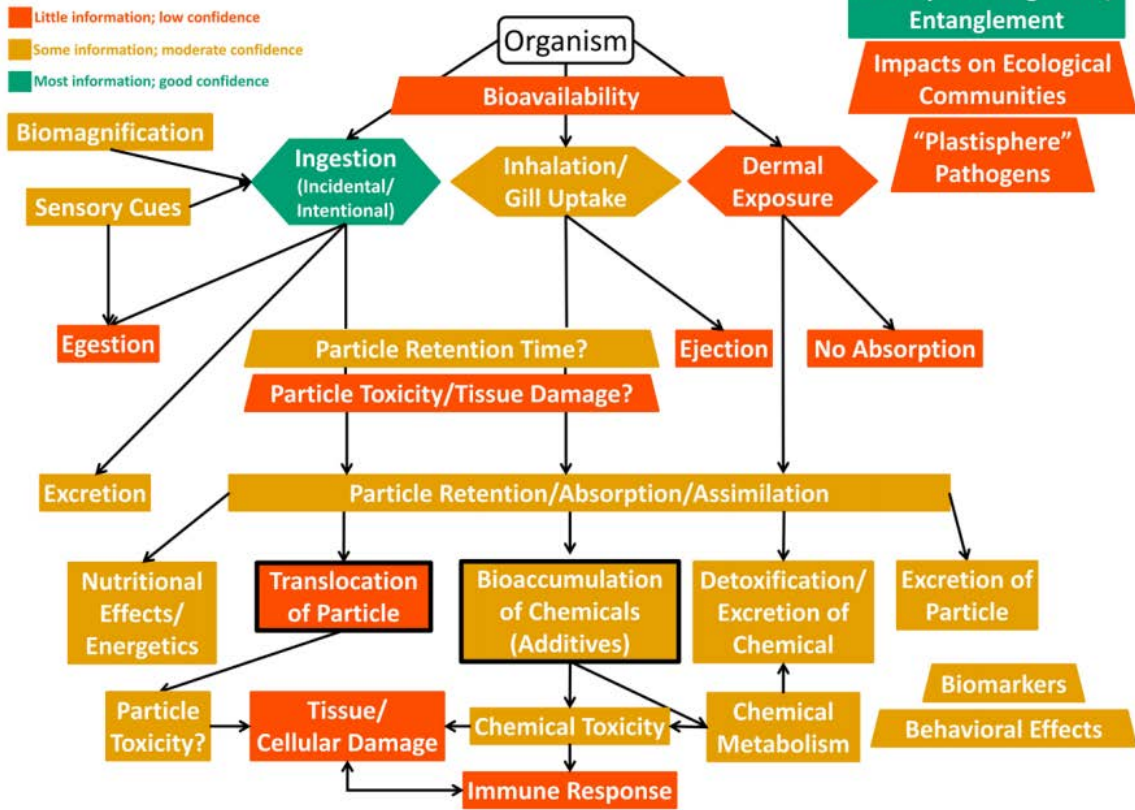 Little information; low confidence
Some information; moderate confidence
Most information; good confidence
Organism
Entanglement
Bioavailability
Impacts on Ecological
Communities
"Plastisphere"
Pathogens
Biomagnification
Sensory Cues
Ingestion
(Incidental/
Intentional)
Inhalation/
Gill Uptake
Dermal
Exposure
Egestion
Particle Retention Time?
Ejection
No Absorption
Particle Toxicity/Tissue Damage?
Excretion
Particle Retention/Absorption/Assimilation
Nutritional
Effects/
Energetics
Translocation
of Particle
Bioaccumulation
of Chemicals
(Additives)
Detoxification/
Excretion of
Chemical
Excretion of
Particle
Particle
Toxicity?
Tissue/
Cellular Damage
Chemical Toxicity
Chemical
Metabolism
Biomarkers
Behavioral Effects
Immune Response